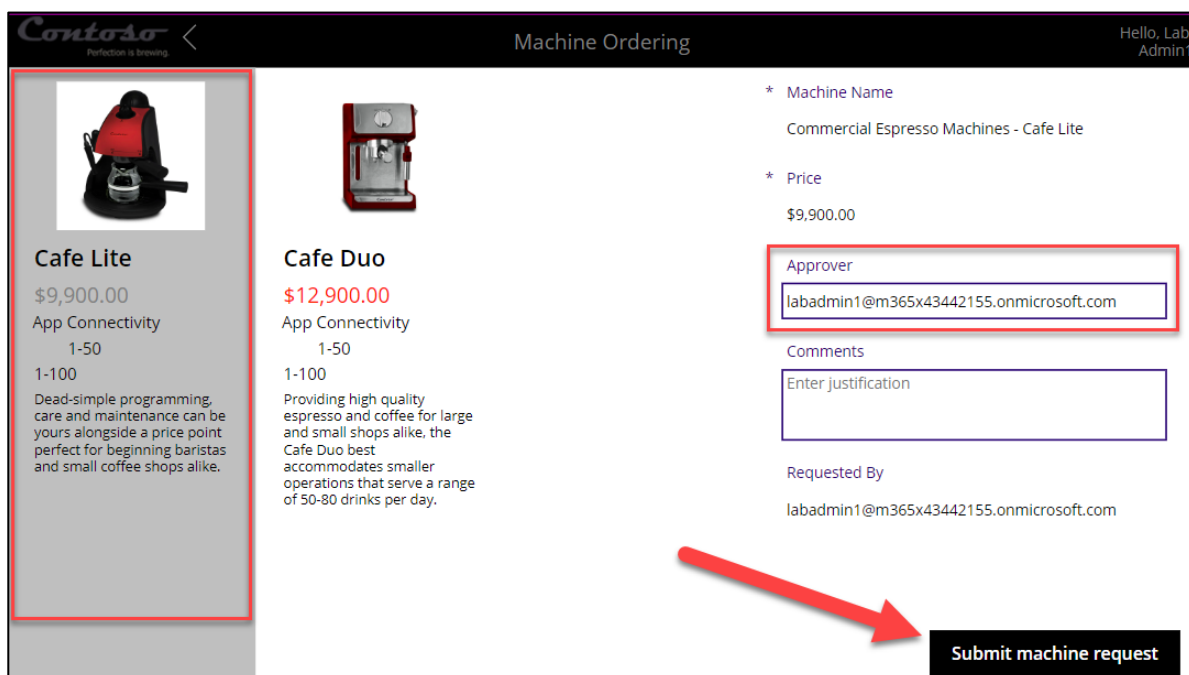 Contoso
Perfection is brewing.
Machine Ordering
Hello, Lab
Admin1
Cafe Lite
$9,900.00
App Connectivity
1-50
1-100
Dead-simple programming,
care and maintenance can be
yours alongside a price point
perfect for beginning baristas
and small coffee shops alike.
Cafe Duo
$12,900.00
App Connectivity
1-50
1-100
Providing high quality
espresso and coffee for large
and small shops alike, the
Cafe Duo best
accommodates smaller
operations that serve a range
of 50-80 drinks per day.
* Machine Name
Commercial Espresso Machines - Cafe Lite
* Price
$9,900.00
Approver
labadmin1@m365x43442155.onmicrosoft.com
Comments
Enter justification
Requested By
labadmin1@m365x43442155.onmicrosoft.com
Submit machine request